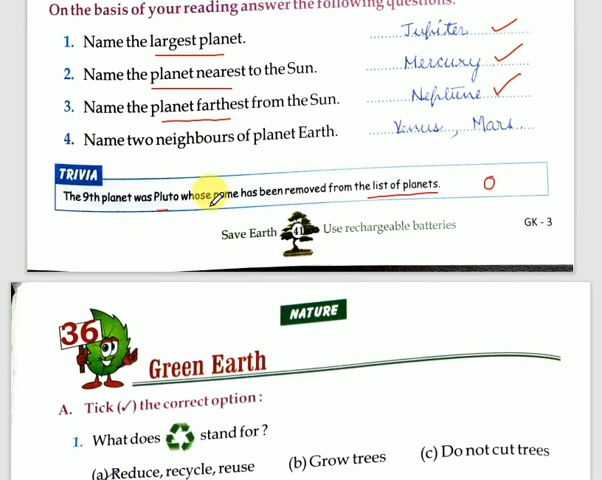 On the basis of your reading answer the following questions.
1. Name the largest planet. Jupiter
2. Name the planet nearest to the Sun. Mercury
3. Name the planet farthest from the Sun. Neptune
4. Name two neighbours of planet Earth. Venus, Mars
TRIVIA
The 9th planet was Pluto whose name has been removed from the list of planets.
Save Earth 41 Use rechargeable batteries GK - 3
36 NATURE
Green Earth
A. Tick (✓) the correct option :
1. What does ♻ stand for ?
(a) Reduce, recycle, reuse (b) Grow trees (c) Do not cut trees